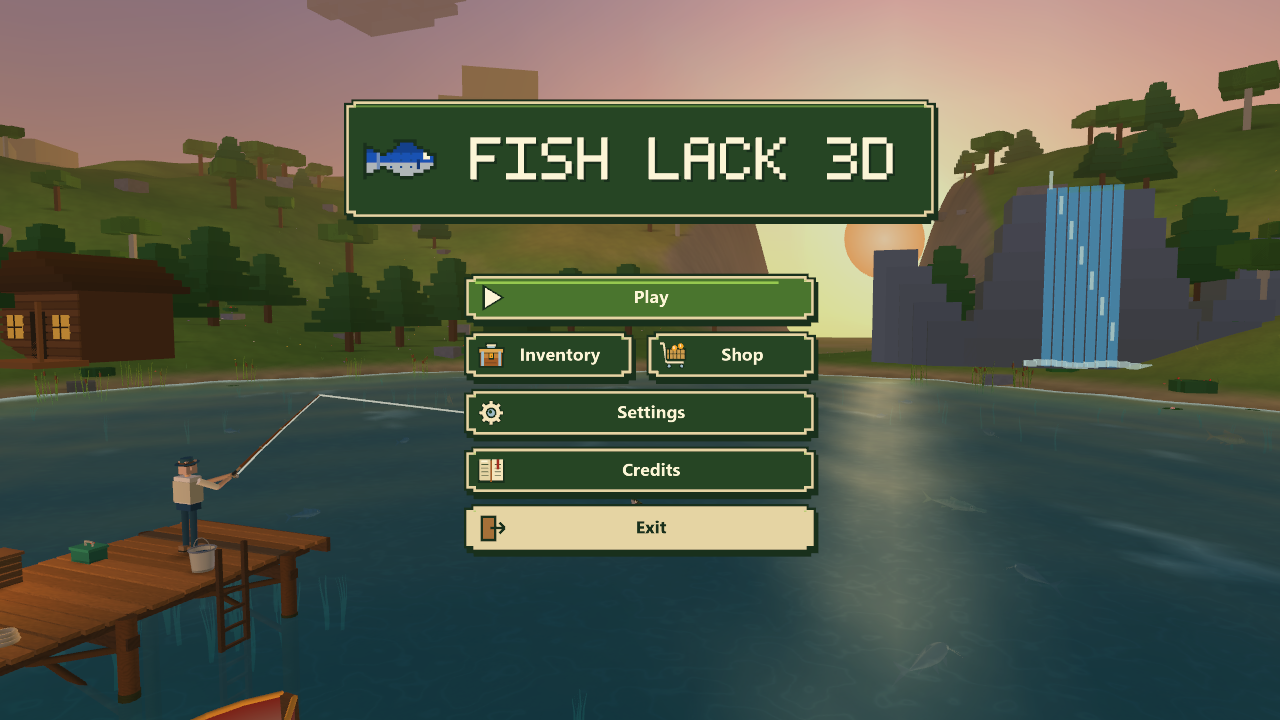 FISH LACK 3D
Play
Inventory Shop
Settings
Credits
Exit